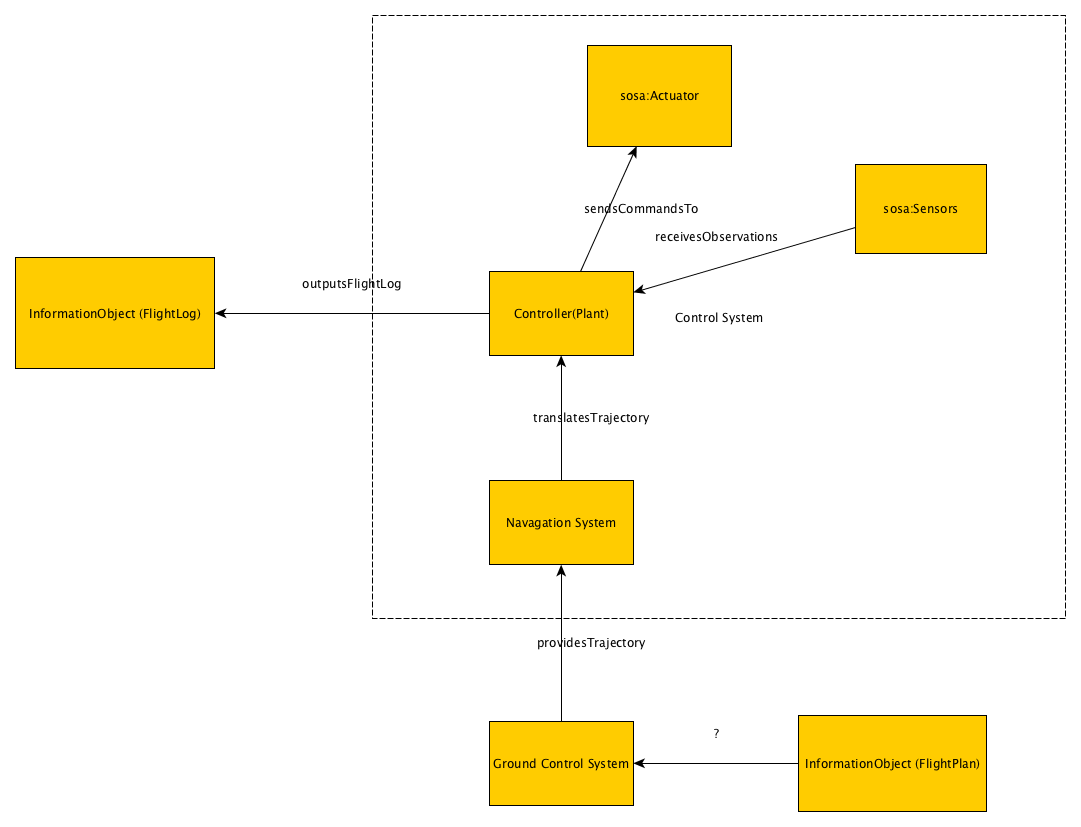 sosa:Actuator
sosa:Sensors
sendsCommandsTo
receivesObservations
outputsFlightLog
InformationObject (FlightLog)
Controller(Plant)
Control System
translatesTrajectory
Navagation System
providesTrajectory
?
Ground Control System
InformationObject (FlightPlan)